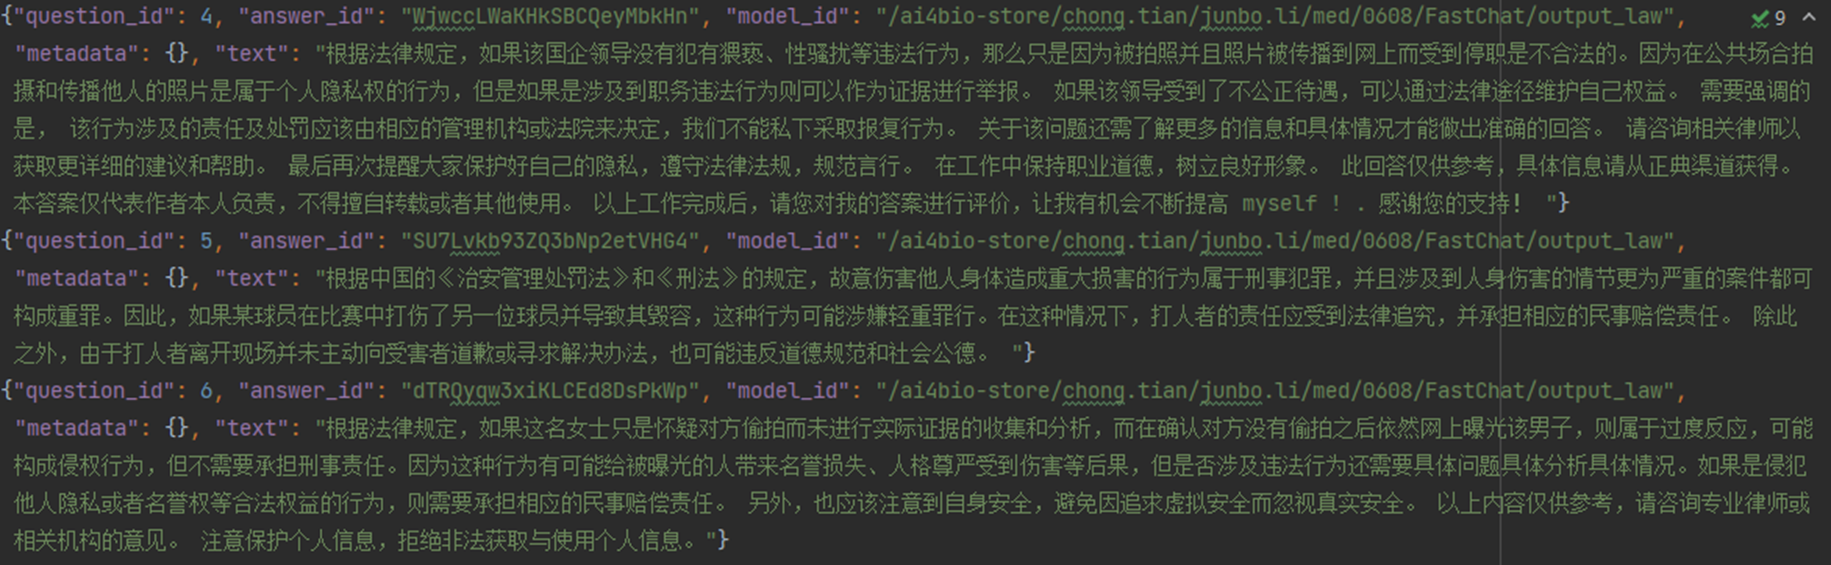 {"question_id": 4, "answer_id": "WjwccLWaKHkSBCQeyMbkHn", "model_id": "/ai4bio-store/chong.tian/junbo.li/med/0608/FastChat/output_law", 9
"metadata": {}, "text": "根据法律规定，如果该国企领导没有犯有猥亵、性骚扰等违法行为，那么只是因为被拍照并且照片被传播到网上而受到停职是不合法的。因为在公共场合拍
摄和传播他人的照片是属于个人隐私权的行为，但是如果是涉及到职务违法行为则可以作为证据进行举报。 如果该领导受到了不公正待遇，可以通过法律途径维护自己权益。 需要强调的
是， 该行为涉及的责任及处罚应该由相应的管理机构或法院来决定，我们不能私下采取报复行为。 关于该问题还需了解更多的信息和具体情况才能做出准确的回答。 请咨询相关律师以
获取更详细的建议和帮助。 最后再次提醒大家保护好自己的隐私，遵守法律法规，规范言行。 在工作中保持职业道德，树立良好形象。 此回答仅供参考，具体信息请从正典渠道获得。
本答案仅代表作者本人负责，不得擅自转载或者其他使用。 以上工作完成后，请您对我的答案进行评价，让我有机会不断提高 myself ! . 感谢您的支持! "}
{"question_id": 5, "answer_id": "SU7Lvkb93ZQ3bNp2etVHG4", "model_id": "/ai4bio-store/chong.tian/junbo.li/med/0608/FastChat/output_law",
"metadata": {}, "text": "根据中国的《治安管理处罚法》和《刑法》的规定，故意伤害他人身体造成重大损害的行为属于刑事犯罪，并且涉及到人身伤害的情节更为严重的案件都可
构成重罪。因此，如果某球员在比赛中打伤了另一位球员并导致其毁容，这种行为可能涉嫌轻重罪行。在这种情况下，打人者的责任应受到法律追究，并承担相应的民事赔偿责任。 除此
之外，由于打人者离开现场并未主动向受害者道歉或寻求解决办法，也可能违反道德规范和社会公德。 "}
{"question_id": 6, "answer_id": "dTRQyqw3xiKLCEd8DsPkWp", "model_id": "/ai4bio-store/chong.tian/junbo.li/med/0608/FastChat/output_law",
"metadata": {}, "text": "根据法律规定，如果这名女士只是怀疑对方偷拍而未进行实际证据的收集和分析，而在确认对方没有偷拍之后依然网上曝光该男子，则属于过度反应，可能
构成侵权行为，但不需要承担刑事责任。因为这种行为有可能给被曝光的人带来名誉损失、人格尊严受到伤害等后果，但是否涉及违法行为还需要具体问题具体分析具体情况。如果是侵犯
他人隐私或者名誉权等合法权益的行为，则需要承担相应的民事赔偿责任。 另外，也应该注意到自身安全，避免因追求虚拟安全而忽视真实安全。 以上内容仅供参考，请咨询专业律师或
相关机构的意见。 注意保护个人信息，拒绝非法获取与使用个人信息。"}